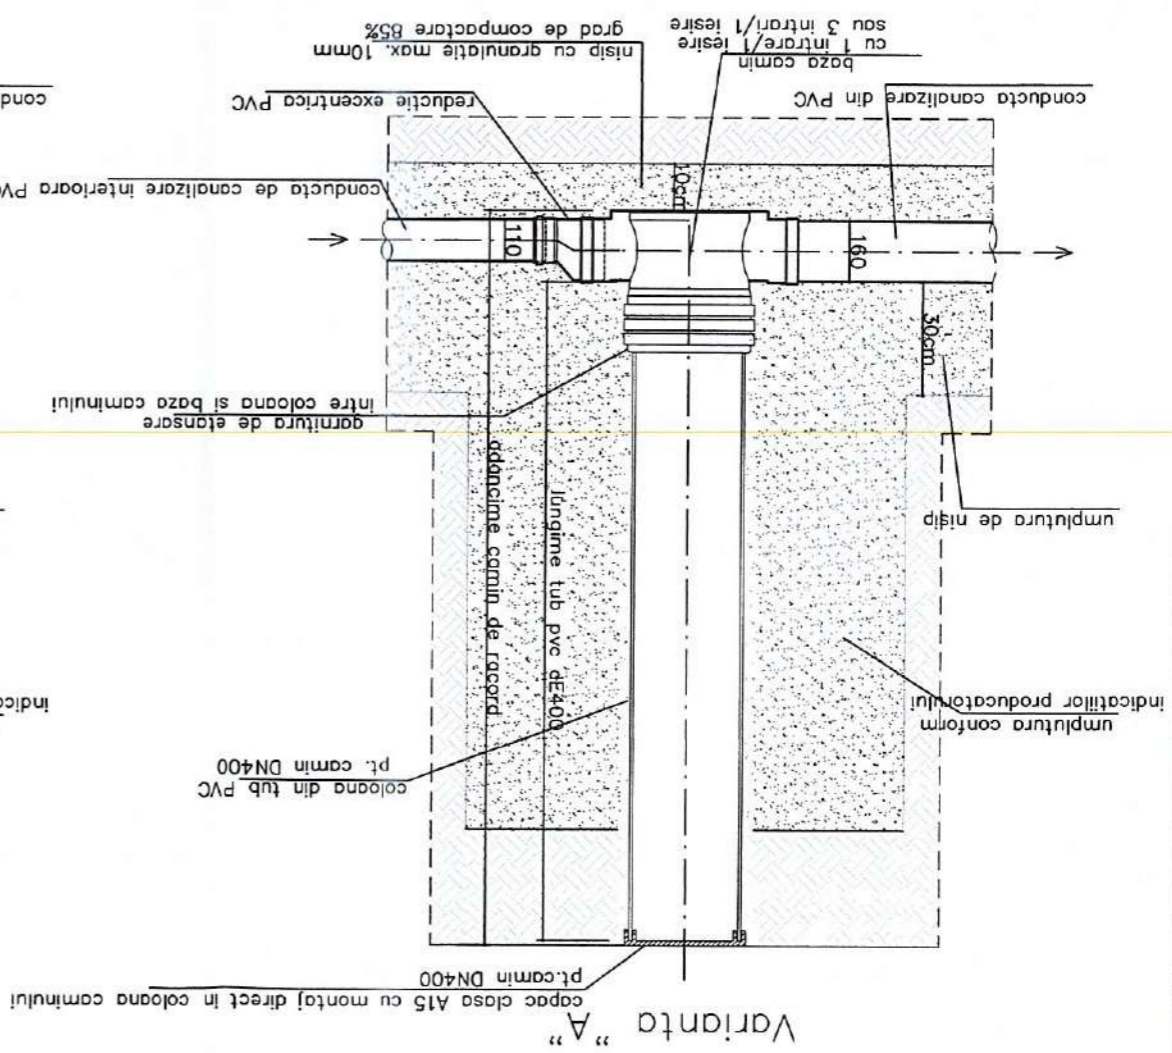 Varianta "A"
capac clasa A15 cu montaj direct in coloana caminului
pt.camin DN400
coloana din tub PVC
pt. camin DN400
umplutura conform
indicatiilor producatorului
lungime tub pvc dE400
adancime camin de racord
umplutura de nisip
garnitura de etansare
intre coloana si baza caminului
30cm
160
110
conducta de canalizare interioara PVC
10cm
conducta canalizare din PVC
reductie excentrica PVC
baza camin
cu 1 intrare/1 iesire
sau 3 intrari/1 iesire
nisip cu granulatie max. 10mm
grad de compactare 85%